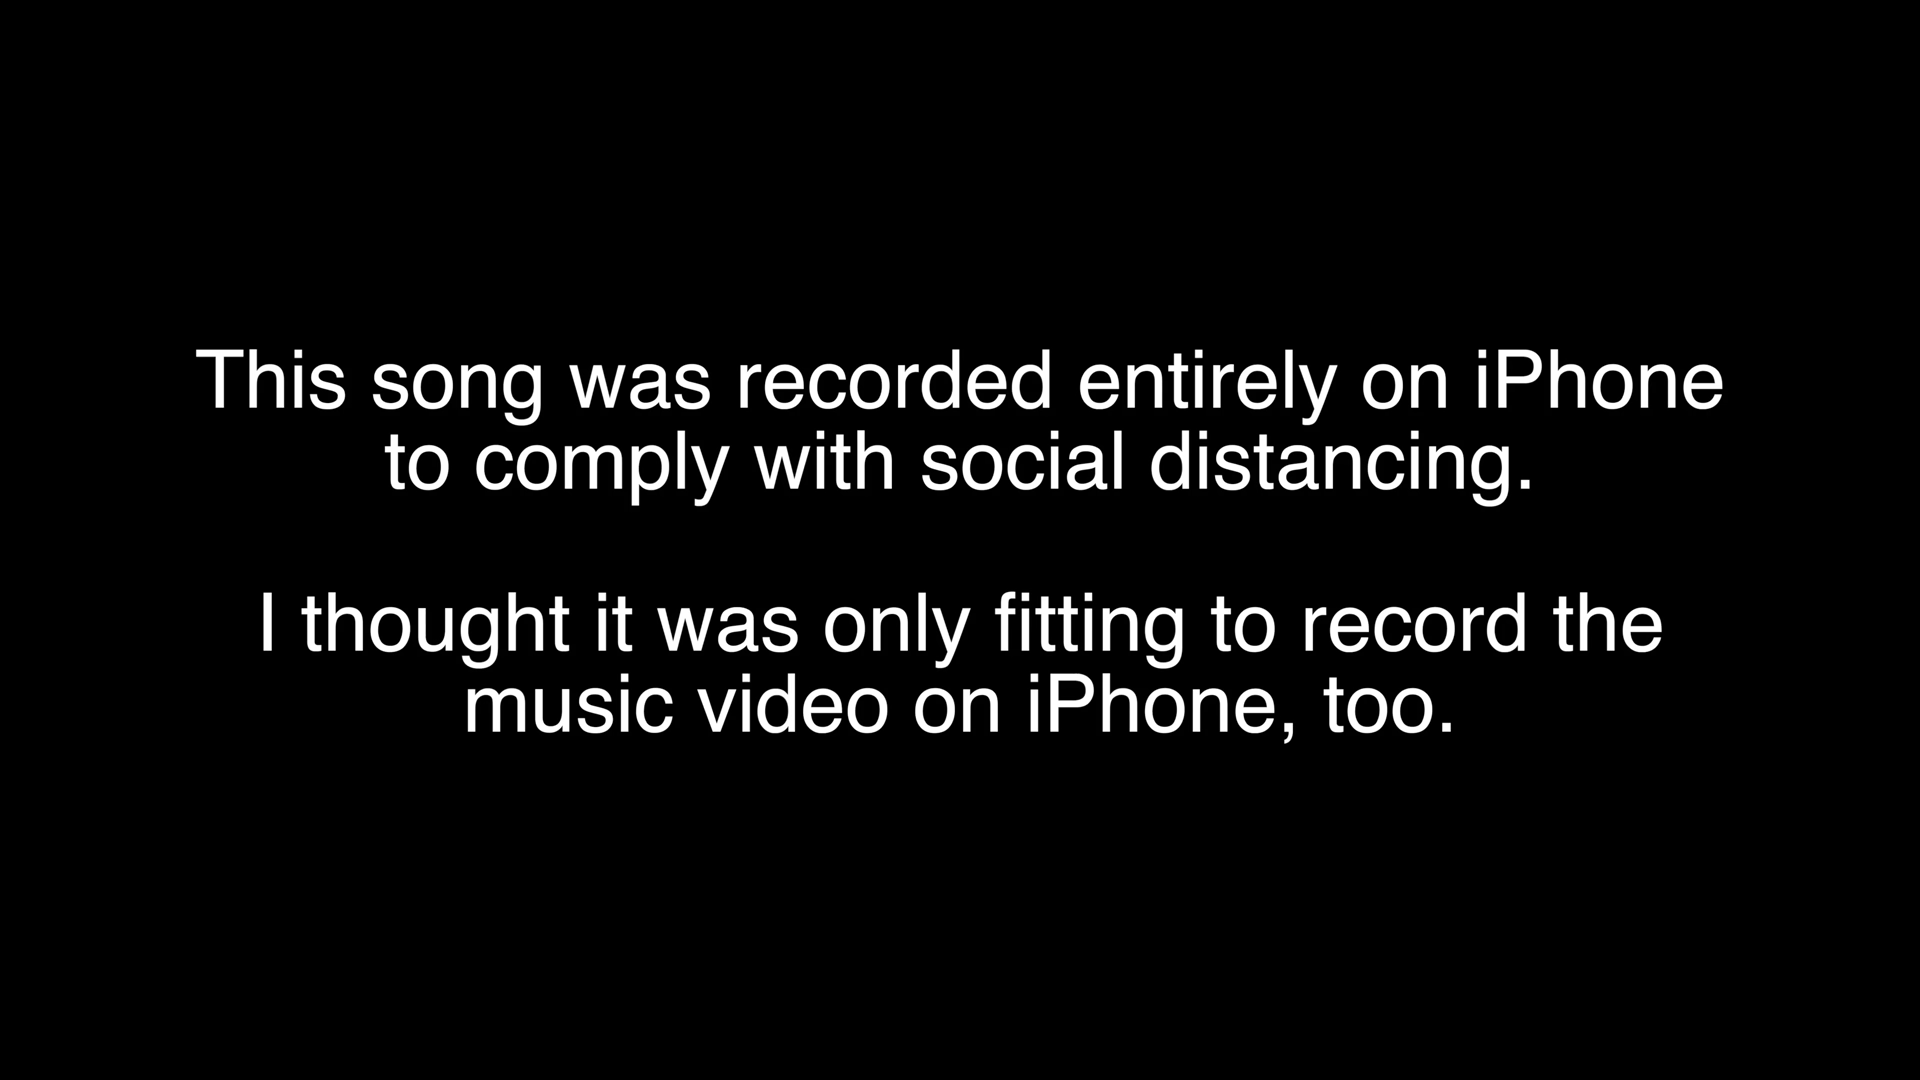 This song was recorded entirely on iPhone
to comply with social distancing.
I thought it was only fitting to record the
music video on iPhone, too.